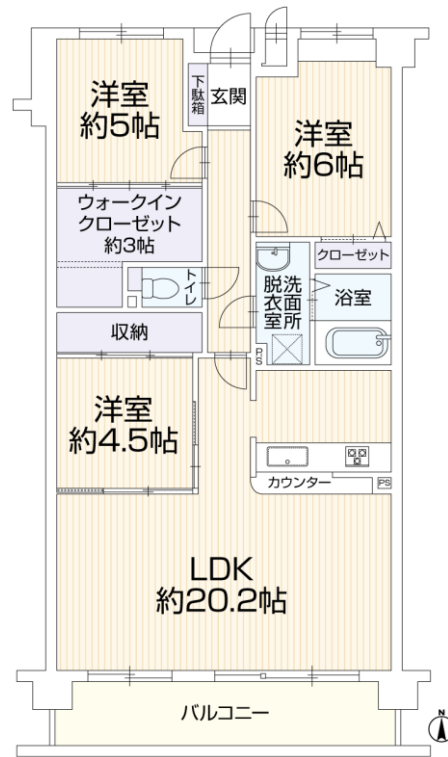 洋室
約5帖
下駄箱
玄関
洋室
約6帖
ウォークイン
クローゼット
約3帖
トイレ
洗面所
脱衣室
クローゼット
浴室
収納
PS
洋室
約4.5帖
カウンター
PS
LDK
約20.2帖
バルコニー
N